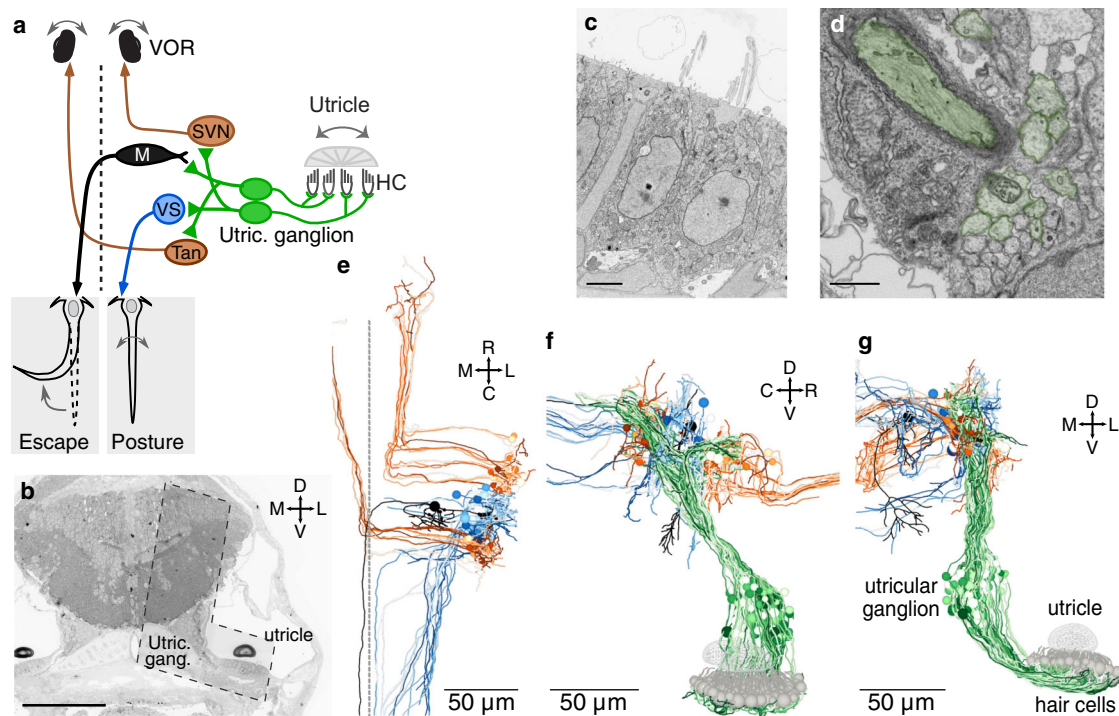 a
VOR
SVN
Utricle
M
HC
VS
Utric. ganglion
Tan
Escape
Posture
b
D
M L
V
Utric.
gang.
utricle
c
d
e
R
M L
C
50 µm
f
D
C R
V
50 µm
g
D
M L
V
utricular
ganglion
utricle
50 µm
hair cells